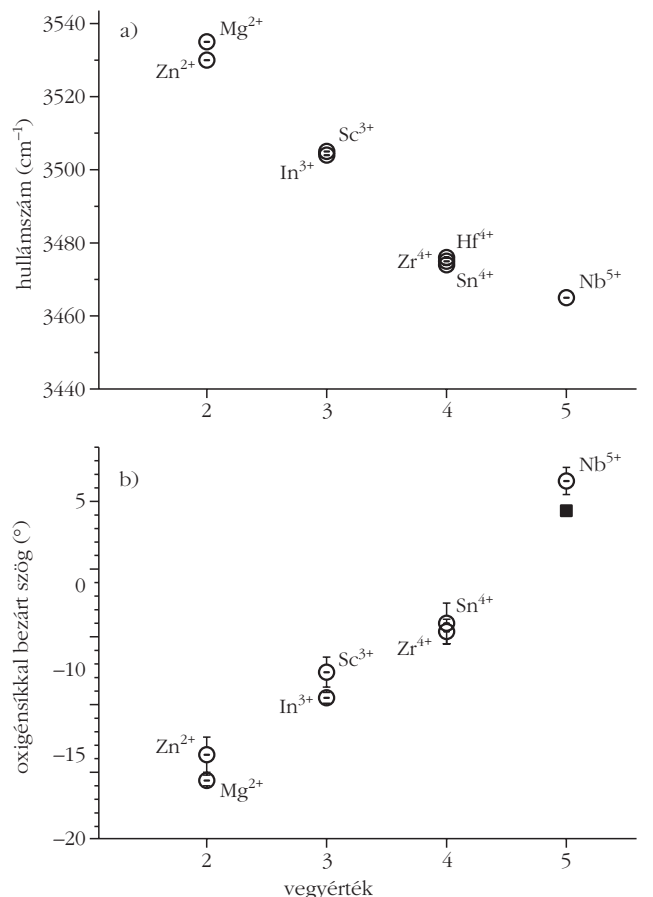 a)
3540
3520
3500
3480
3460
3440
hullámszám (cm⁻¹)
Mg²⁺
Zn²⁺
Sc³⁺
In³⁺
Hf⁴⁺
Zr⁴⁺
Sn⁴⁺
Nb⁵⁺
2 3 4 5
b)
5
0
−10
−15
−20
oxigénsíkkal bezárt szög (°)
Nb⁵⁺
Sn⁴⁺
Zr⁴⁺
Sc³⁺
In³⁺
Zn²⁺
Mg²⁺
2 3 4 5
vegyérték